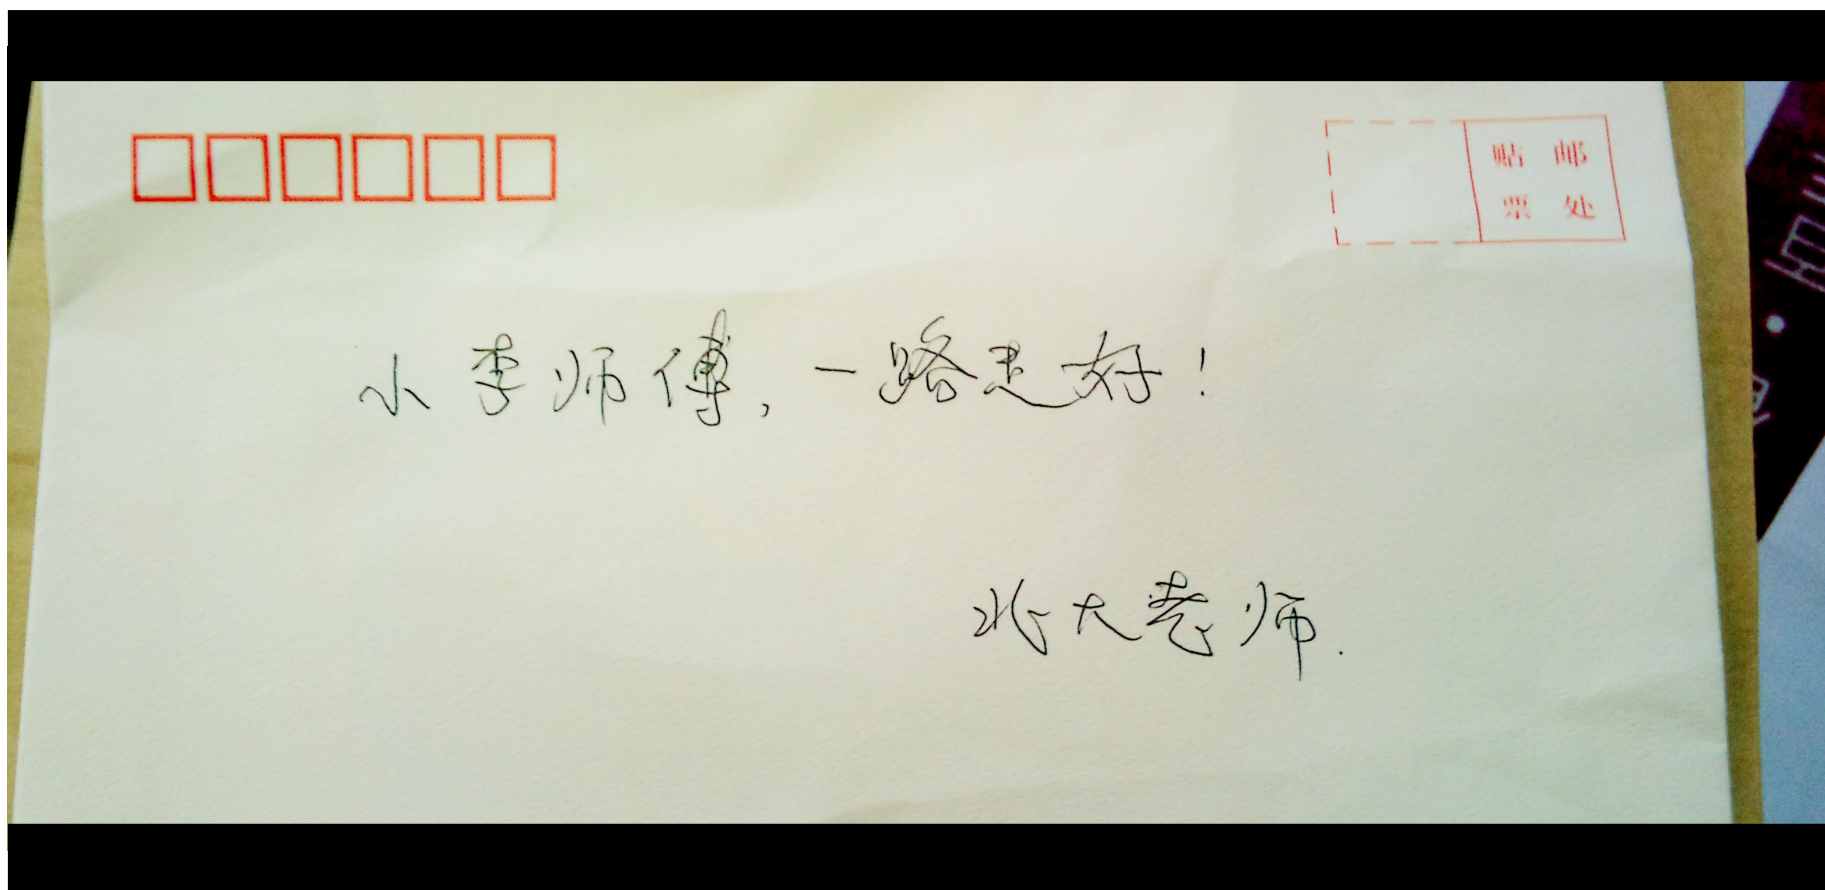 贴 邮
票 处
小李师傅，一路走好！
北大老师.